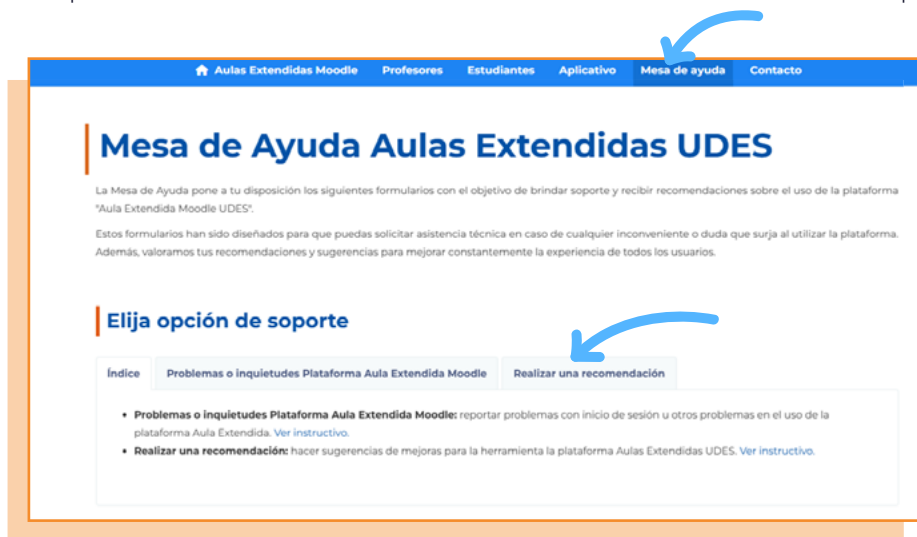 Aulas Extendidas Moodle Profesores Estudiantes Aplicativo Mesa de ayuda Contacto
Mesa de Ayuda Aulas Extendidas UDES
La Mesa de Ayuda pone a tu disposición los siguientes formularios con el objetivo de brindar soporte y recibir recomendaciones sobre el uso de la plataforma
"Aula Extendida Moodle UDES".
Estos formularios han sido diseñados para que puedas solicitar asistencia técnica en caso de cualquier inconveniente o duda que surja al utilizar la plataforma.
Además, valoramos tus recomendaciones y sugerencias para mejorar constantemente la experiencia de todos los usuarios.
Elija opción de soporte
Índice Problemas o inquietudes Plataforma Aula Extendida Moodle Realizar una recomendación
• Problemas o inquietudes Plataforma Aula Extendida Moodle: reportar problemas con inicio de sesión u otros problemas en el uso de la
plataforma Aula Extendida. Ver instructivo.
• Realizar una recomendación: hacer sugerencias de mejoras para la herramienta la plataforma Aulas Extendidas UDES. Ver instructivo.